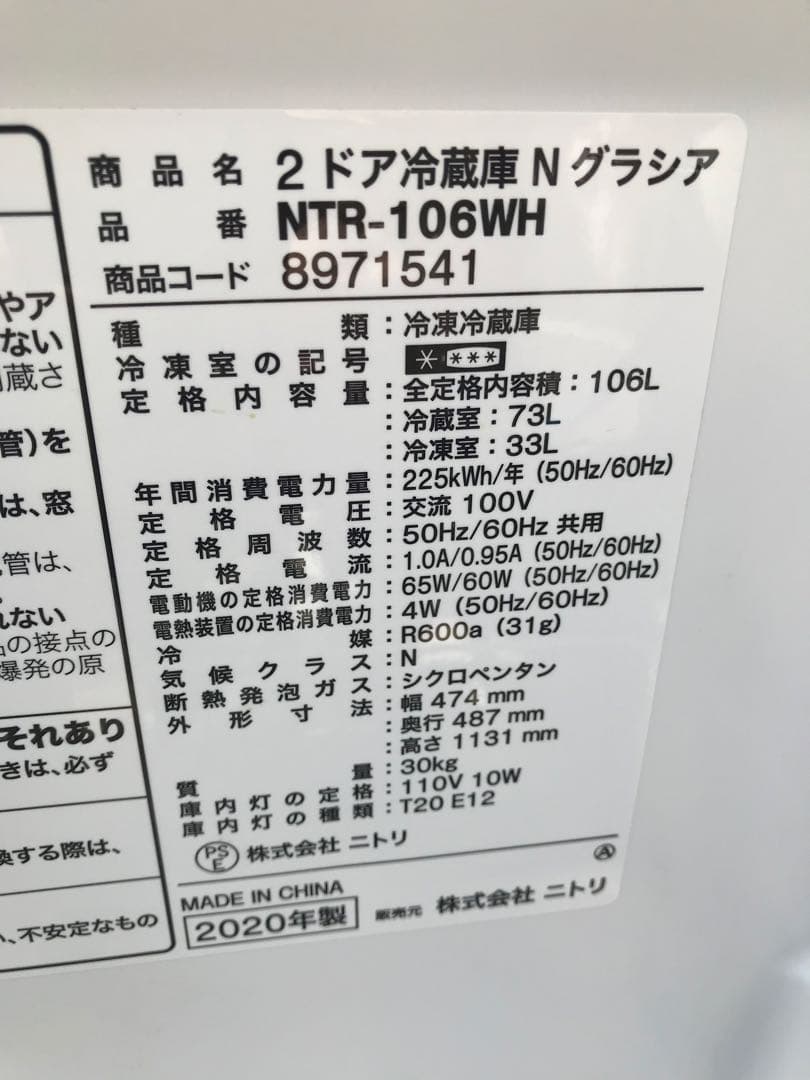 商品名 2ドア冷蔵庫 N グラシア
品番 NTR-106WH
商品コード 8971541
種類：冷凍冷蔵庫
冷凍室の記号 ＊ ***
定格内容量：全定格内容積：106L
：冷蔵室：73L
：冷凍室：33L
年間消費電力量：225kWh/年 (50Hz/60Hz)
定格電圧：交流 100V
定格周波数：50Hz/60Hz 共用
定格電流：1.0A/0.95A (50Hz/60Hz)
電動機の定格消費電力：65W/60W (50Hz/60Hz)
電熱装置の定格消費電力：4W (50Hz/60Hz)
冷媒：R600a (31g)
気候クラス：N
断熱発泡ガス：シクロペンタン
外形寸法：幅 474 mm
：奥行 487 mm
：高さ 1131 mm
質量：30kg
庫内灯の定格：110V 10W
庫内灯の種類：T20 E12
PSE 株式会社 ニトリ
Ⓐ
MADE IN CHINA
2020年製 販売元 株式会社 ニトリ
やア
ない
蔵さ
管)を
は、窓
管は、
れない
の接点の
爆発の原
それあり
きは、必ず
換する際は、
、不安定なもの